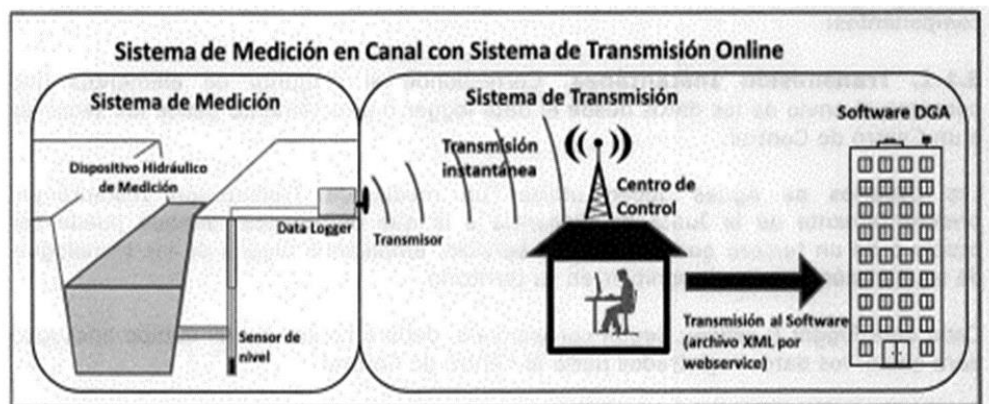 Sistema de Medición en Canal con Sistema de Transmisión Online
Sistema de Medición
Dispositivo Hidráulico
de Medición
Data Logger
Sensor de
nivel
Sistema de Transmisión
Transmisión
instantánea
Transmisor
Centro de
Control
Software DGA
Transmisión al Software
(archivo XML por
webservice)